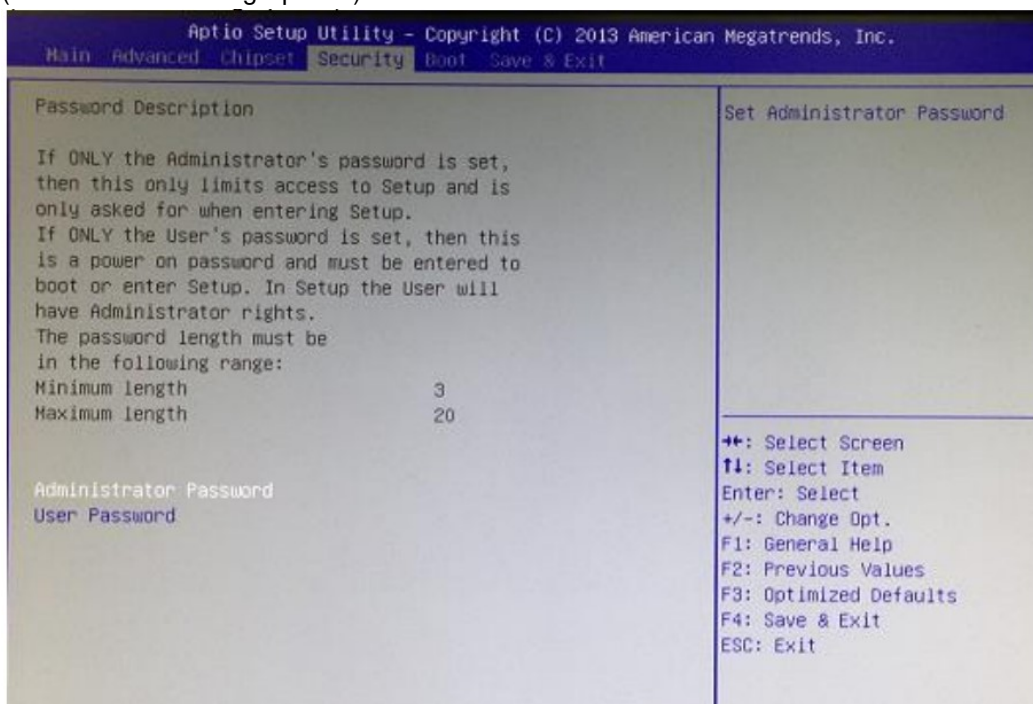 Aptio Setup Utility – Copyright (C) 2013 American Megatrends, Inc.
Main Advanced Chipset Security Boot Save & Exit
Password Description
If ONLY the Administrator's password is set,
then this only limits access to Setup and is
only asked for when entering Setup.
If ONLY the User's password is set, then this
is a power on password and must be entered to
boot or enter Setup. In Setup the User will
have Administrator rights.
The password length must be
in the following range:
Minimum length 3
Maximum length 20
Administrator Password
User Password
Set Administrator Password
→←: Select Screen
↑↓: Select Item
Enter: Select
+/-: Change Opt.
F1: General Help
F2: Previous Values
F3: Optimized Defaults
F4: Save & Exit
ESC: Exit